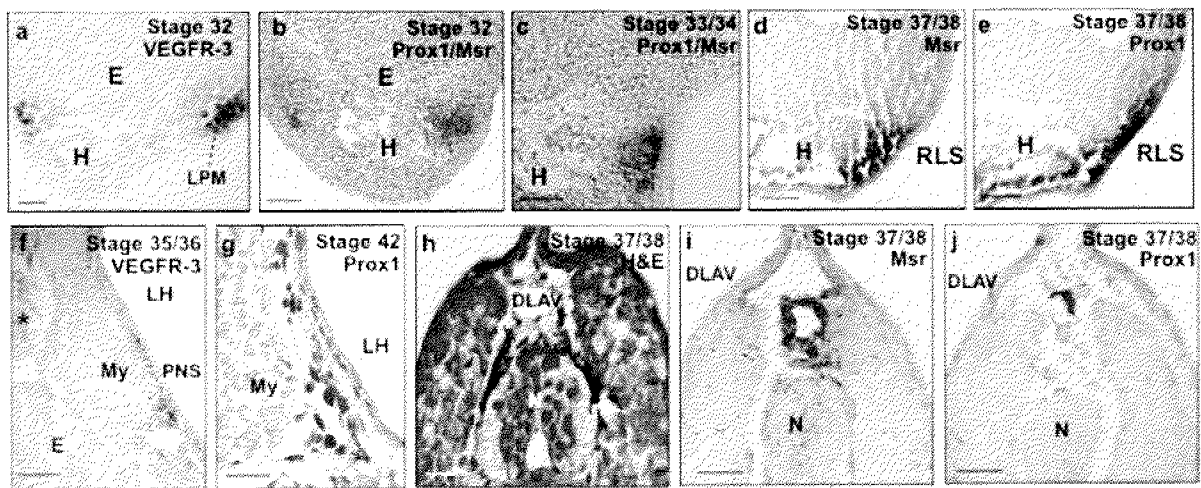 a Stage 32
VEGFR-3
E
H
LPM
b Stage 32
Prox1/Msr
E
H
c Stage 33/34
Prox1/Msr
H
d Stage 37/38
Msr
H
RLS
e Stage 37/38
Prox1
H
RLS
f Stage 35/36
VEGFR-3
LH
*
My PNS
E
g Stage 42
Prox1
LH
My
h Stage 37/38
H&E
DLAV
i Stage 37/38
Msr
DLAV
N
j Stage 37/38
Prox1
DLAV
N